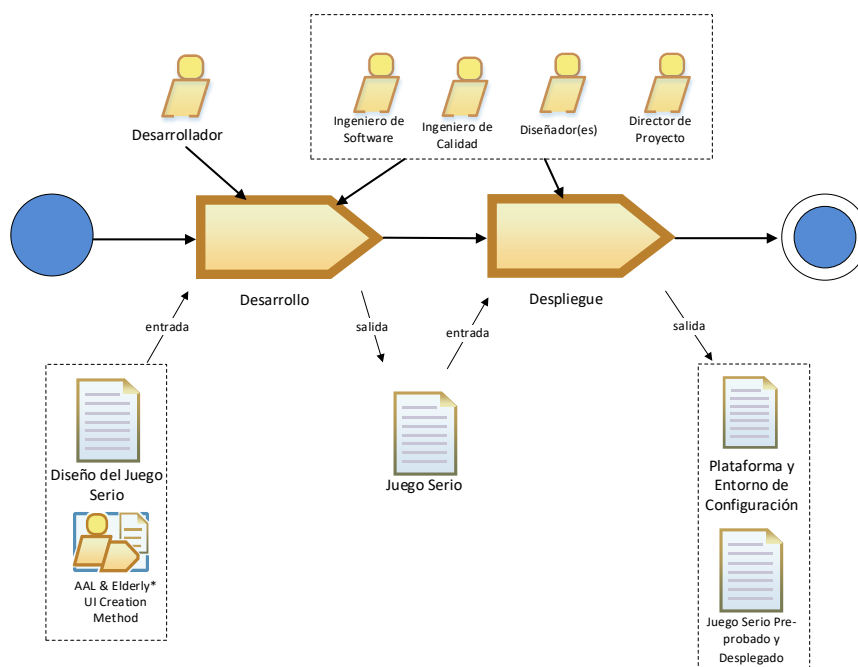 Desarrollador
Ingeniero de
Software
Ingeniero de
Calidad
Diseñador(es)
Director de
Proyecto
Desarrollo
Despliegue
entrada
salida
entrada
salida
Diseño del Juego
Serio
AAL & Elderly*
UI Creation
Method
Juego Serio
Plataforma y
Entorno de
Configuración
Juego Serio Pre-
probado y
Desplegado